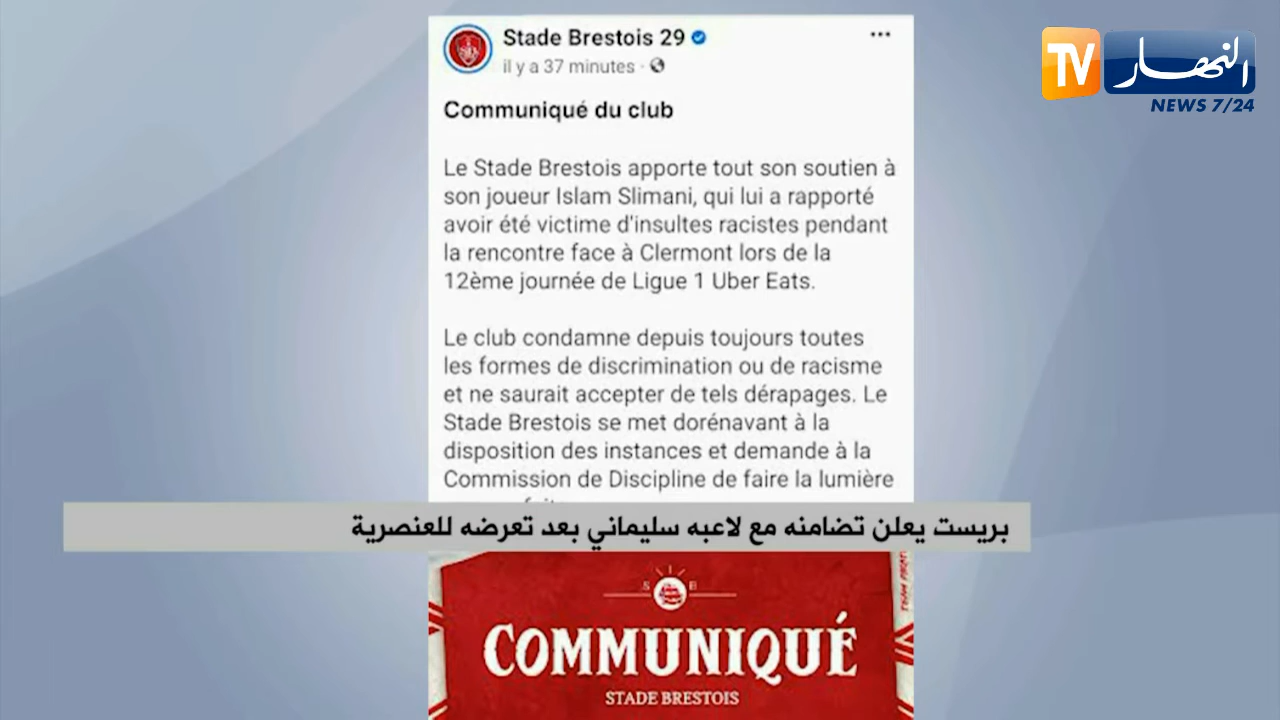 Stade Brestois 29
il y a 37 minutes
Communiqué du club
Le Stade Brestois apporte tout son soutien à
son joueur Islam Slimani, qui lui a rapporté
avoir été victime d'insultes racistes pendant
la rencontre face à Clermont lors de la
12ème journée de Ligue 1 Uber Eats.
Le club condamne depuis toujours toutes
les formes de discrimination ou de racisme
et ne saurait accepter de tels dérapages. Le
Stade Brestois se met dorénavant à la
disposition des instances et demande à la
Commission de Discipline de faire la lumière
بريست يعلن تضامنه مع لاعبه سليماني بعد تعرضه للعنصرية
S B
COMMUNIQUÉ
STADE BRESTOIS
TV النهار
NEWS 7/24